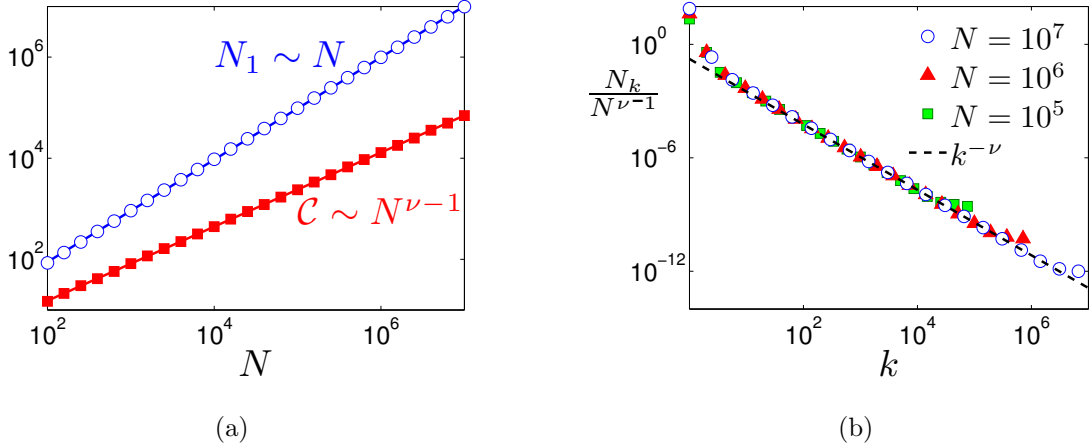 10^6
10^4
10^2
N_1 ∼ N
𝒞 ∼ N^{ν−1}
10^2
10^4
10^6
N
(a)
N_k / N^{ν−1}
10^0
10^{−6}
10^{−12}
N = 10^7
N = 10^6
N = 10^5
k^{−ν}
10^2
10^4
10^6
k
(b)